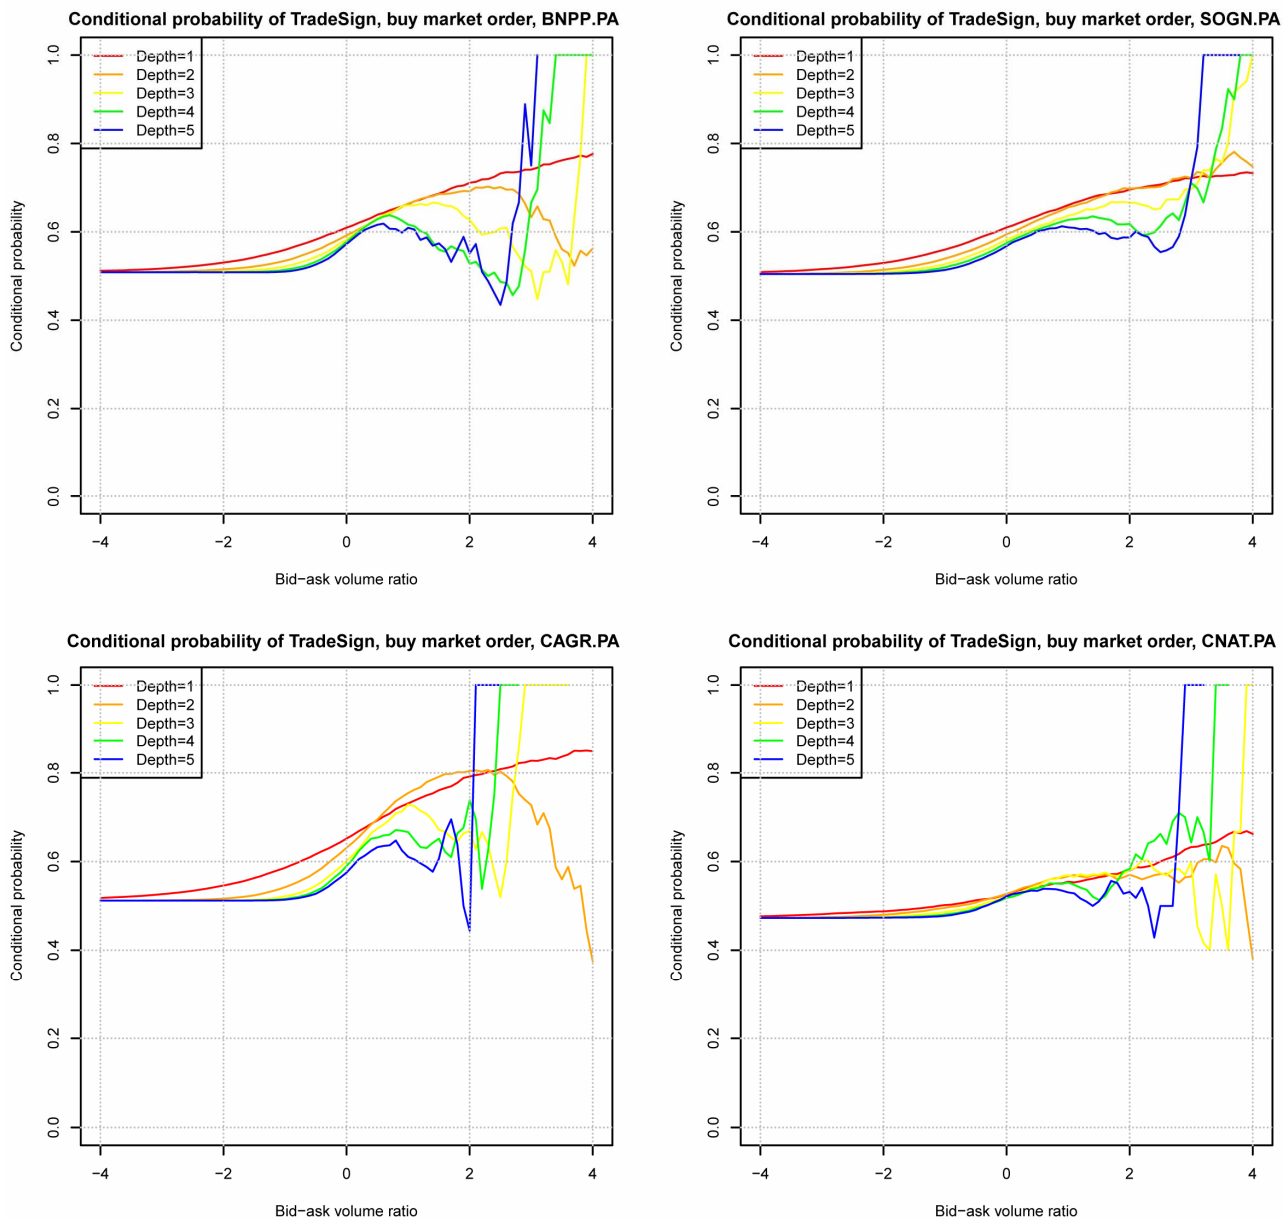 Conditional probability of TradeSign, buy market order, BNPP.PA
Depth=1
Depth=2
Depth=3
Depth=4
Depth=5
Conditional probability
1.0
0.8
0.6
0.4
0.2
0.0
−4 −2 0 2 4
Bid−ask volume ratio
Conditional probability of TradeSign, buy market order, SOGN.PA
Depth=1
Depth=2
Depth=3
Depth=4
Depth=5
Conditional probability
1.0
0.8
0.6
0.4
0.2
0.0
−4 −2 0 2 4
Bid−ask volume ratio
Conditional probability of TradeSign, buy market order, CAGR.PA
Depth=1
Depth=2
Depth=3
Depth=4
Depth=5
Conditional probability
1.0
0.8
0.6
0.4
0.2
0.0
−4 −2 0 2 4
Bid−ask volume ratio
Conditional probability of TradeSign, buy market order, CNAT.PA
Depth=1
Depth=2
Depth=3
Depth=4
Depth=5
Conditional probability
1.0
0.8
0.6
0.4
0.2
0.0
−4 −2 0 2 4
Bid−ask volume ratio